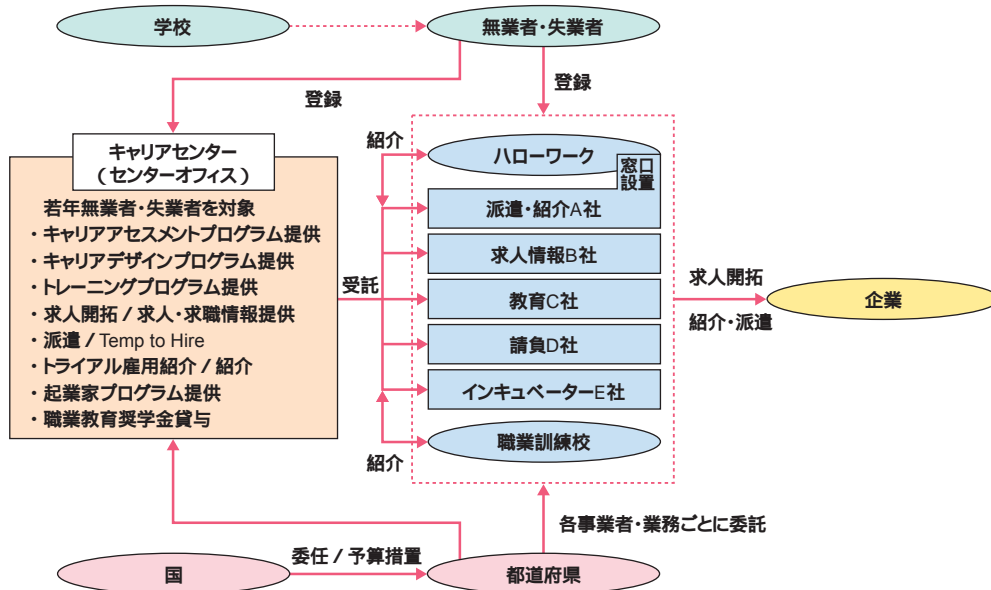 学校
無業者・失業者
登録
登録
キャリアセンター
(センターオフィス)
若年無業者・失業者を対象
・キャリアアセスメントプログラム提供
・キャリアデザインプログラム提供
・トレーニングプログラム提供
・求人開拓 / 求人・求職情報提供
・派遣 / Temp to Hire
・トライアル雇用紹介 / 紹介
・起業家プログラム提供
・職業教育奨学金貸与
受託
紹介
ハローワーク
窓口
設置
派遣・紹介A社
求人情報B社
教育C社
請負D社
インキュベーターE社
職業訓練校
紹介
求人開拓
紹介・派遣
企業
各事業者・業務ごとに委託
国
委任 / 予算措置
都道府県